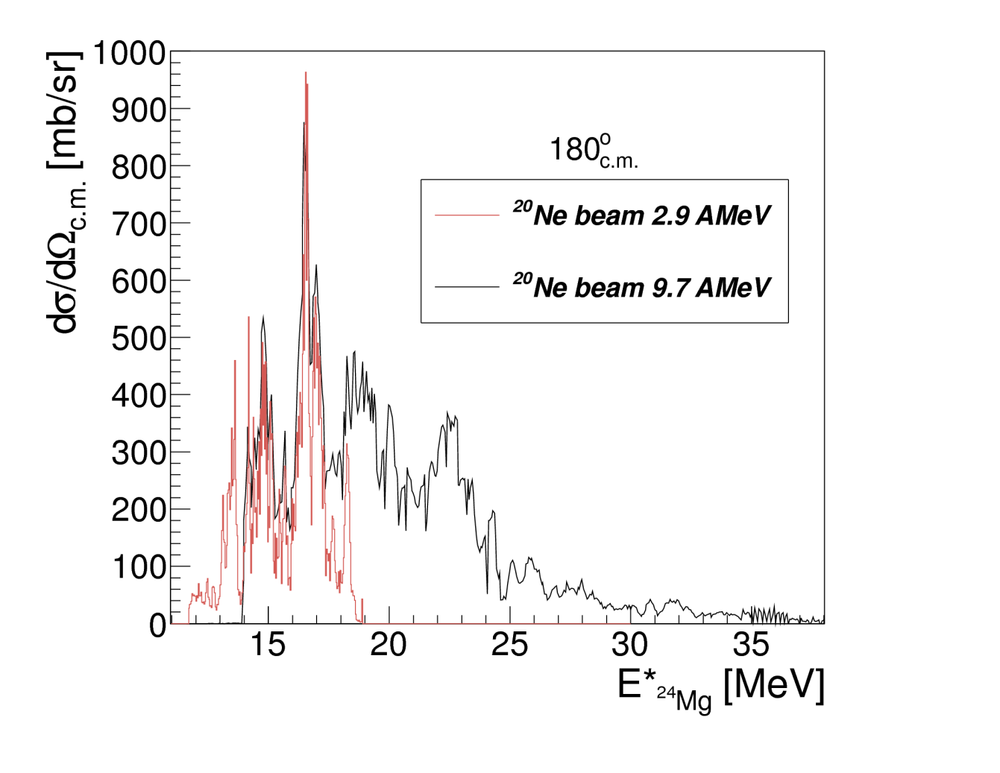 dσ/dΩc.m. [mb/sr]
1000
900
800
700
600
500
400
300
200
100
0
180°c.m.
²⁰Ne beam 2.9 AMeV
²⁰Ne beam 9.7 AMeV
15 20 25 30 35
E*²⁴Mg [MeV]